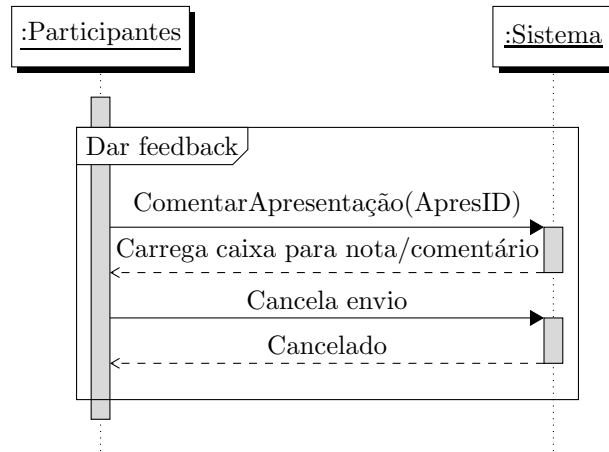 :Participantes
:Sistema
Dar feedback
ComentarApresentação(ApresID)
Carrega caixa para nota/comentário
Cancela envio
Cancelado